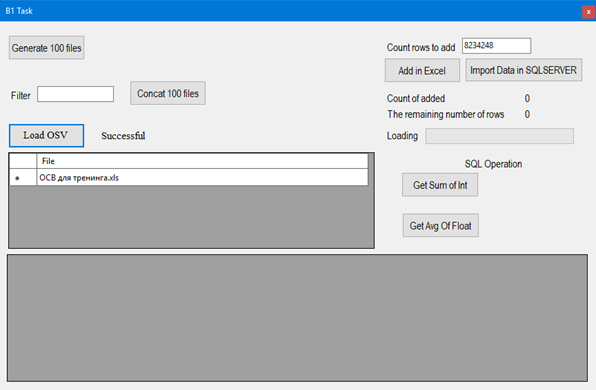 B1 Task
x
Generate 100 files
Count rows to add 8234248
Add in Excel Import Data in SQLSERVER
Filter Concat 100 files
Count of added 0
The remaining number of rows 0
Load OSV Successful
Loading
File
ОСВ для тренинга.xls
SQL Operation
Get Sum of Int
Get Avg Of Float